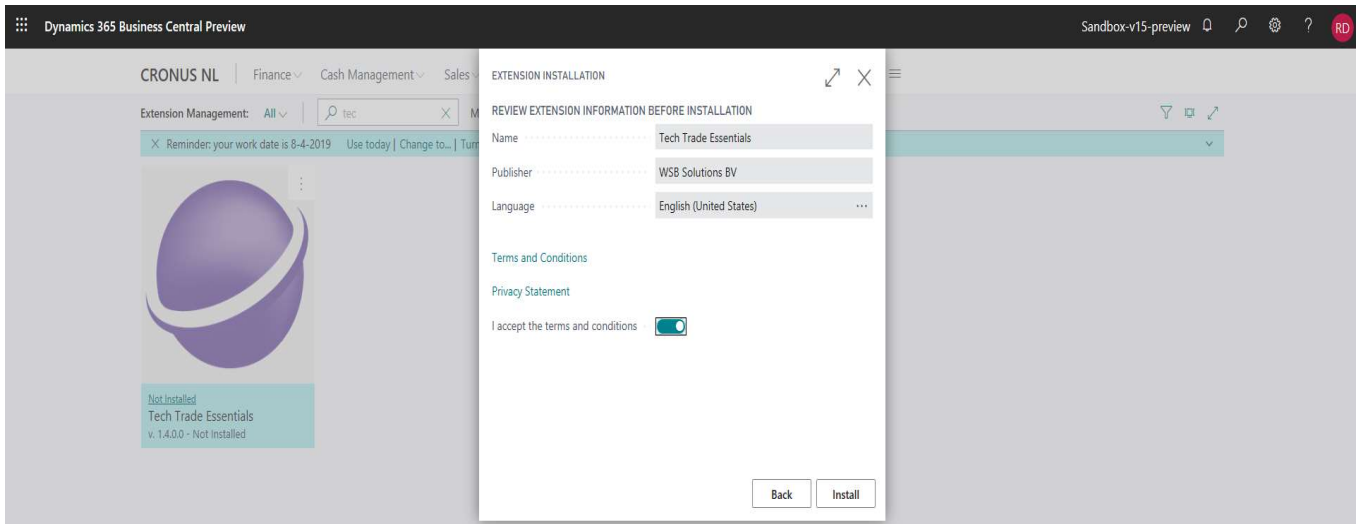 Dynamics 365 Business Central Preview
Sandbox-v15-preview
? RD
CRONUS NL Finance Cash Management Sales
Extension Management: All tec M
Reminder: your work date is 8-4-2019 Use today | Change to... | Turn
Not Installed
Tech Trade Essentials
v. 1.4.0.0 - Not Installed
EXTENSION INSTALLATION
REVIEW EXTENSION INFORMATION BEFORE INSTALLATION
Name Tech Trade Essentials
Publisher WSB Solutions BV
Language English (United States) ...
Terms and Conditions
Privacy Statement
I accept the terms and conditions
Back Install